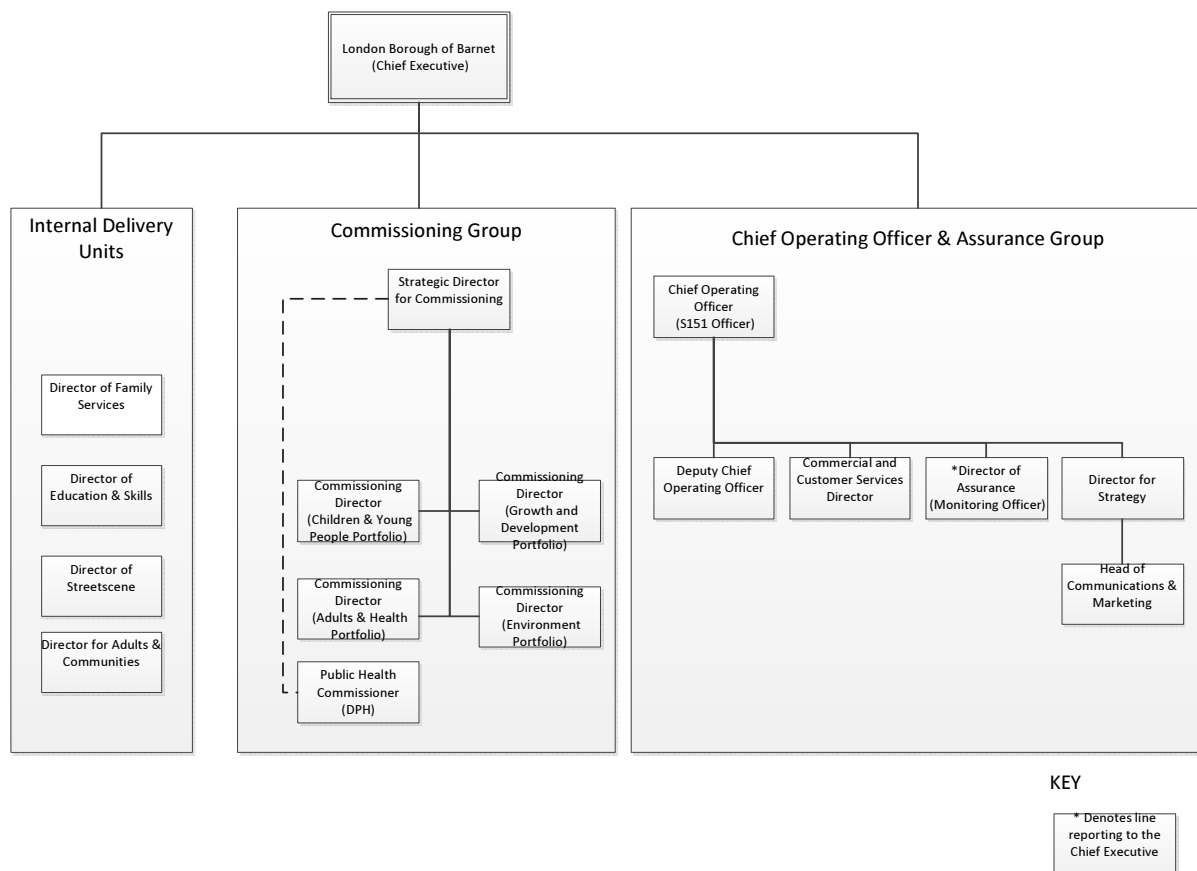 London Borough of Barnet
(Chief Executive)
Internal Delivery
Units
Director of Family
Services
Director of
Education & Skills
Director of
Streetscene
Director for Adults &
Communities
Commissioning Group
Strategic Director
for Commissioning
Commissioning
Director
(Children & Young
People Portfolio)
Commissioning
Director
(Growth and
Development
Portfolio)
Commissioning
Director
(Adults & Health
Portfolio)
Commissioning
Director
(Environment
Portfolio)
Public Health
Commissioner
(DPH)
Chief Operating Officer & Assurance Group
Chief Operating
Officer
(S151 Officer)
Deputy Chief
Operating Officer
Commercial and
Customer Services
Director
*Director of
Assurance
(Monitoring Officer)
Director for
Strategy
Head of
Communications &
Marketing
KEY
* Denotes line
reporting to the
Chief Executive